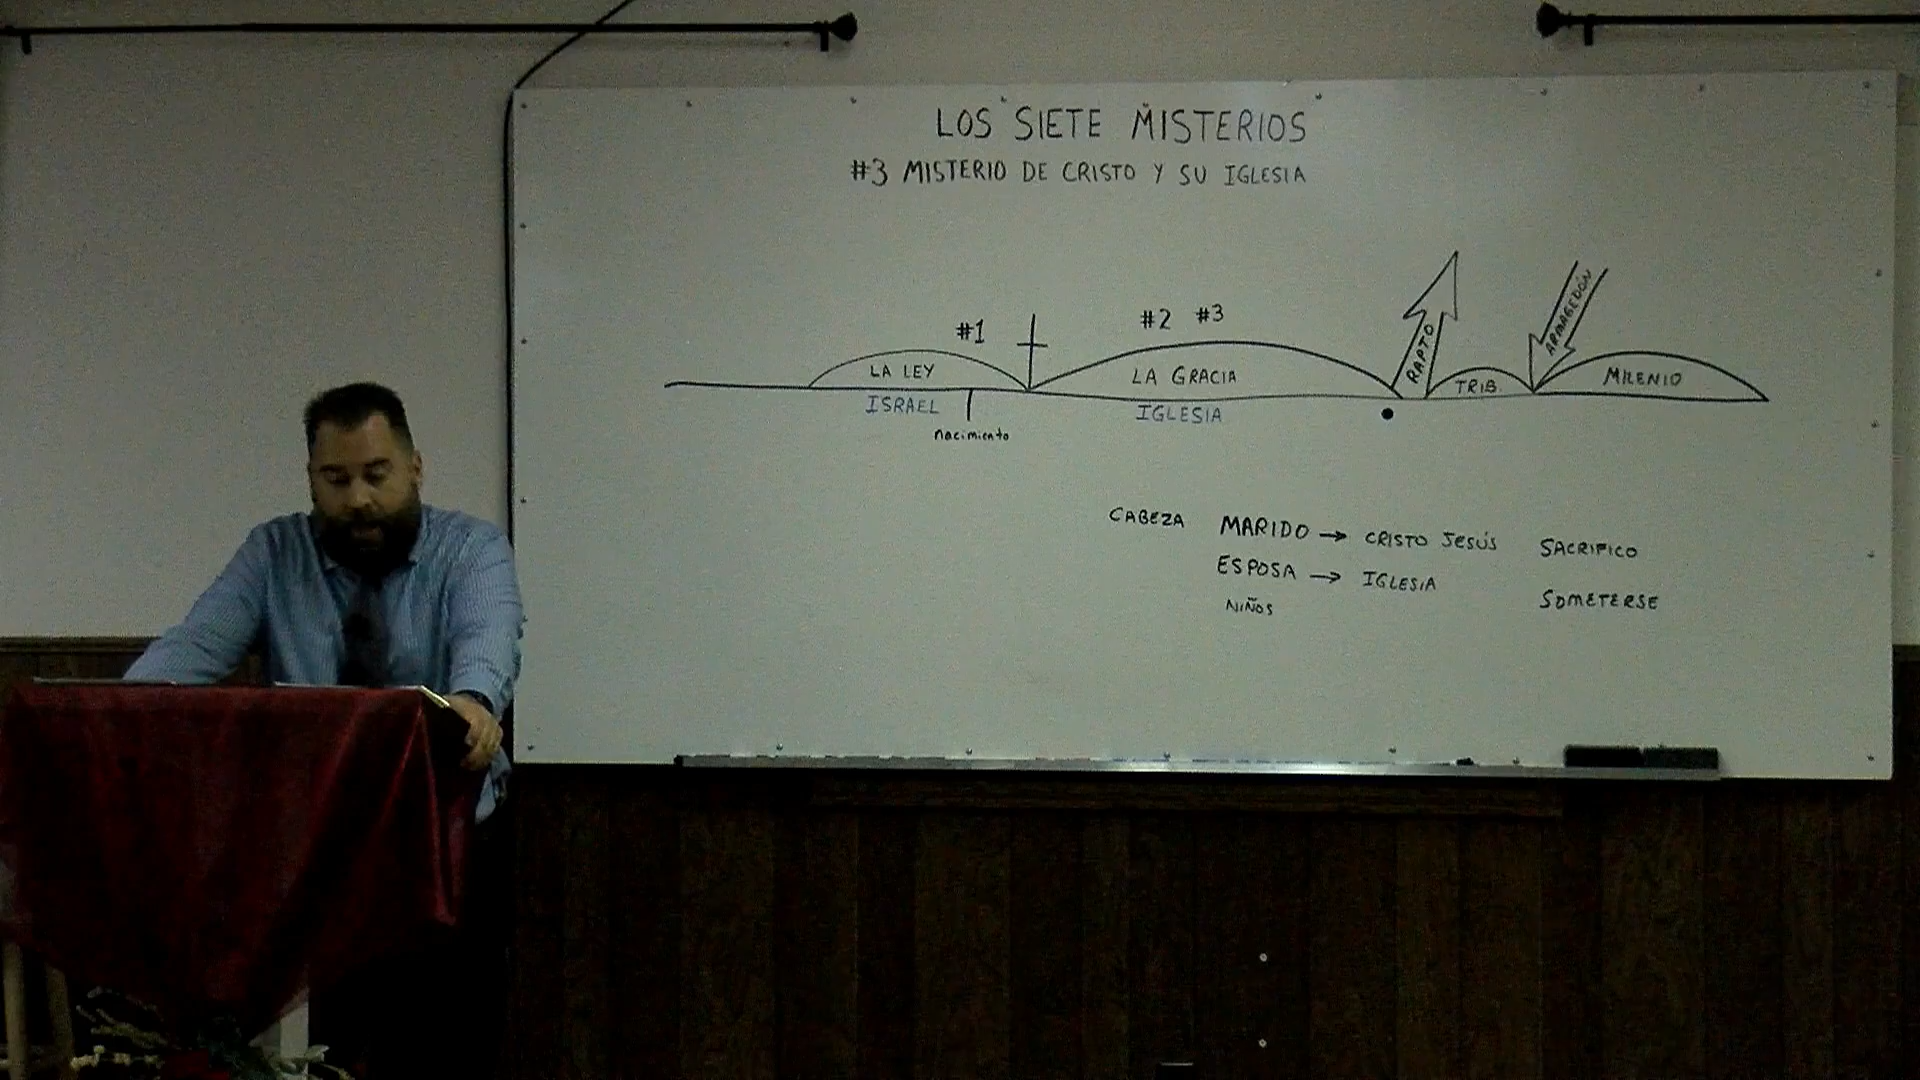 LOS SIETE MISTERIOS
#3 MISTERIO DE CRISTO Y SU IGLESIA
#1 #2 #3
LA LEY LA GRACIA RAPTO TRIB. ARMAGEDÓN MILENIO
ISRAEL IGLESIA
nacimiento
CABEZA MARIDO → CRISTO JESÚS SACRIFICO
ESPOSA → IGLESIA SOMETERSE
NIÑOS